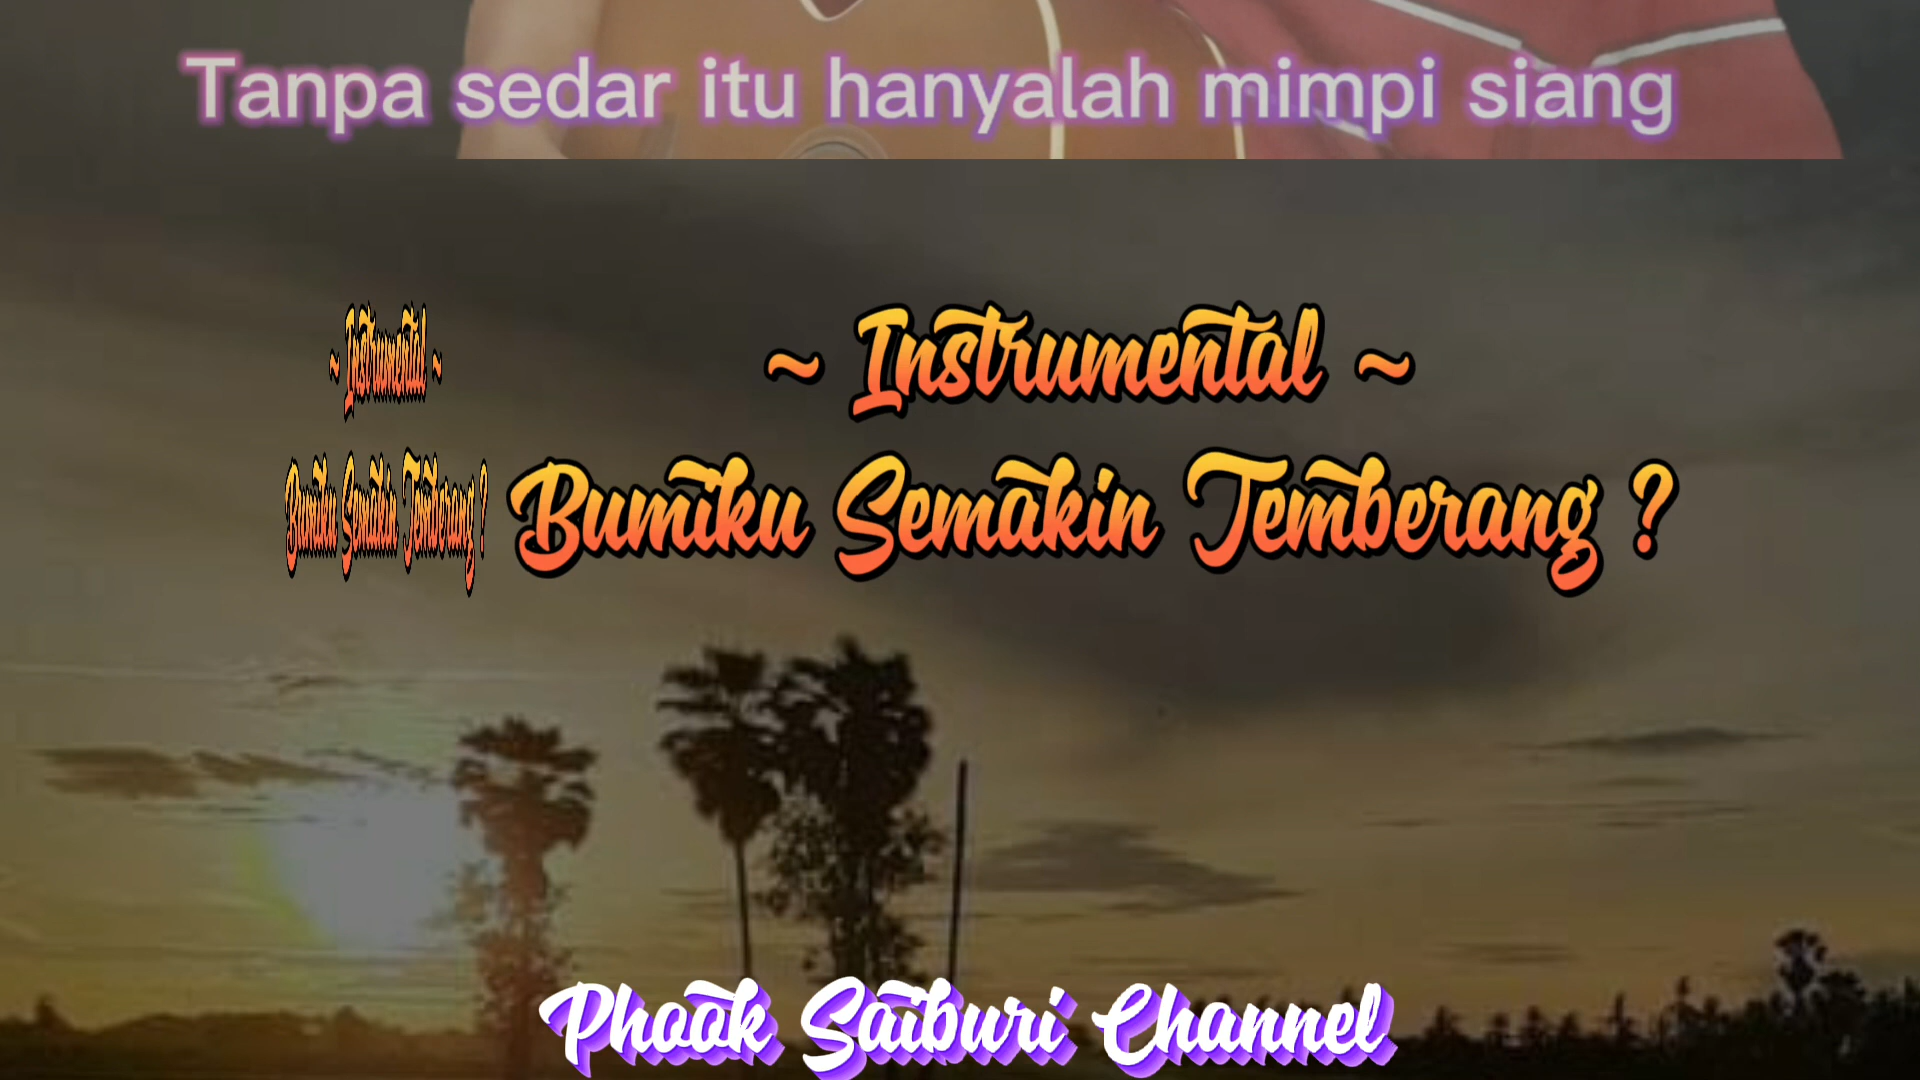 Tanpa sedar itu hanyalah mimpi siang
~ Instrumental ~
Bumiku Semakin Temberang ?
~ Instrumental ~
Bumiku Semakin Temberang ?
Phook Saiburi Channel